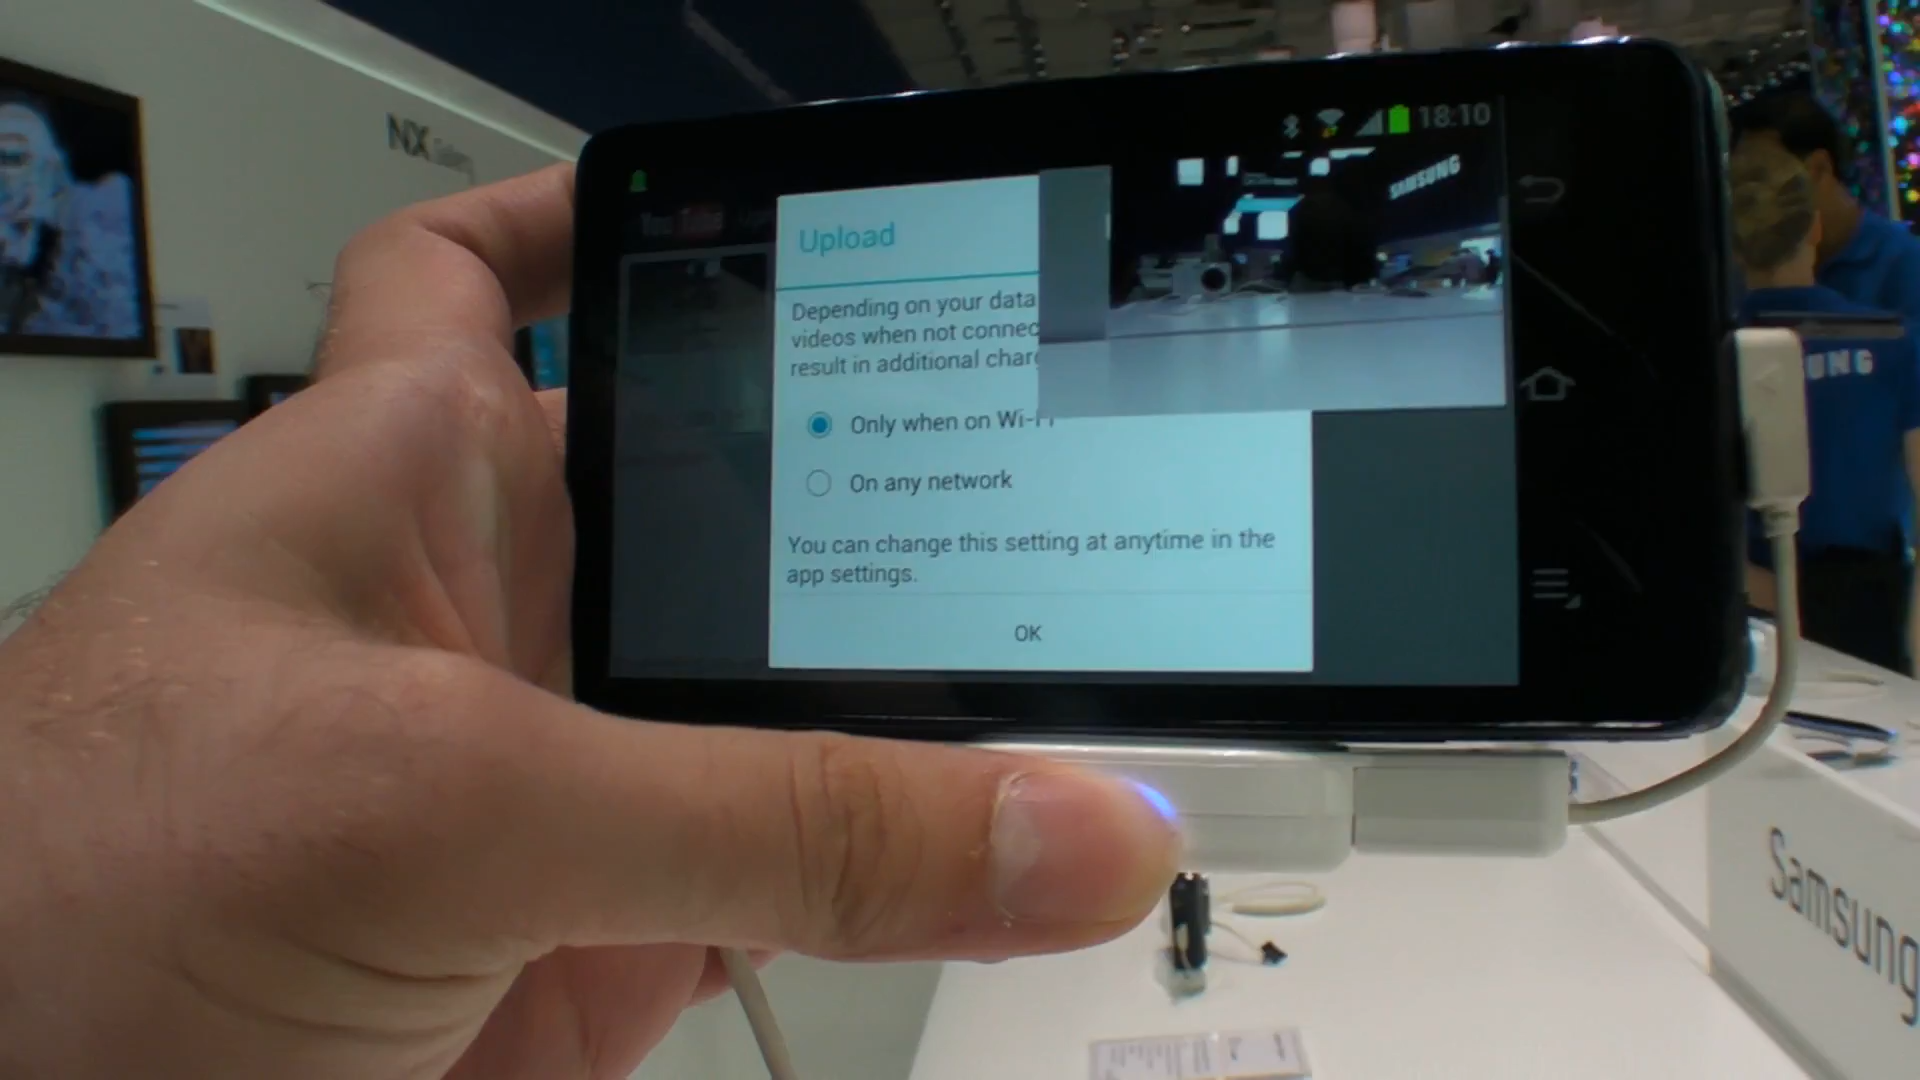 NX
18:10
SAMSUNG
YouTube
Upload
Depending on your data
videos when not connec
result in additional char
Only when on Wi-Fi
On any network
You can change this setting at anytime in the
app settings.
OK
UNG
Samsung